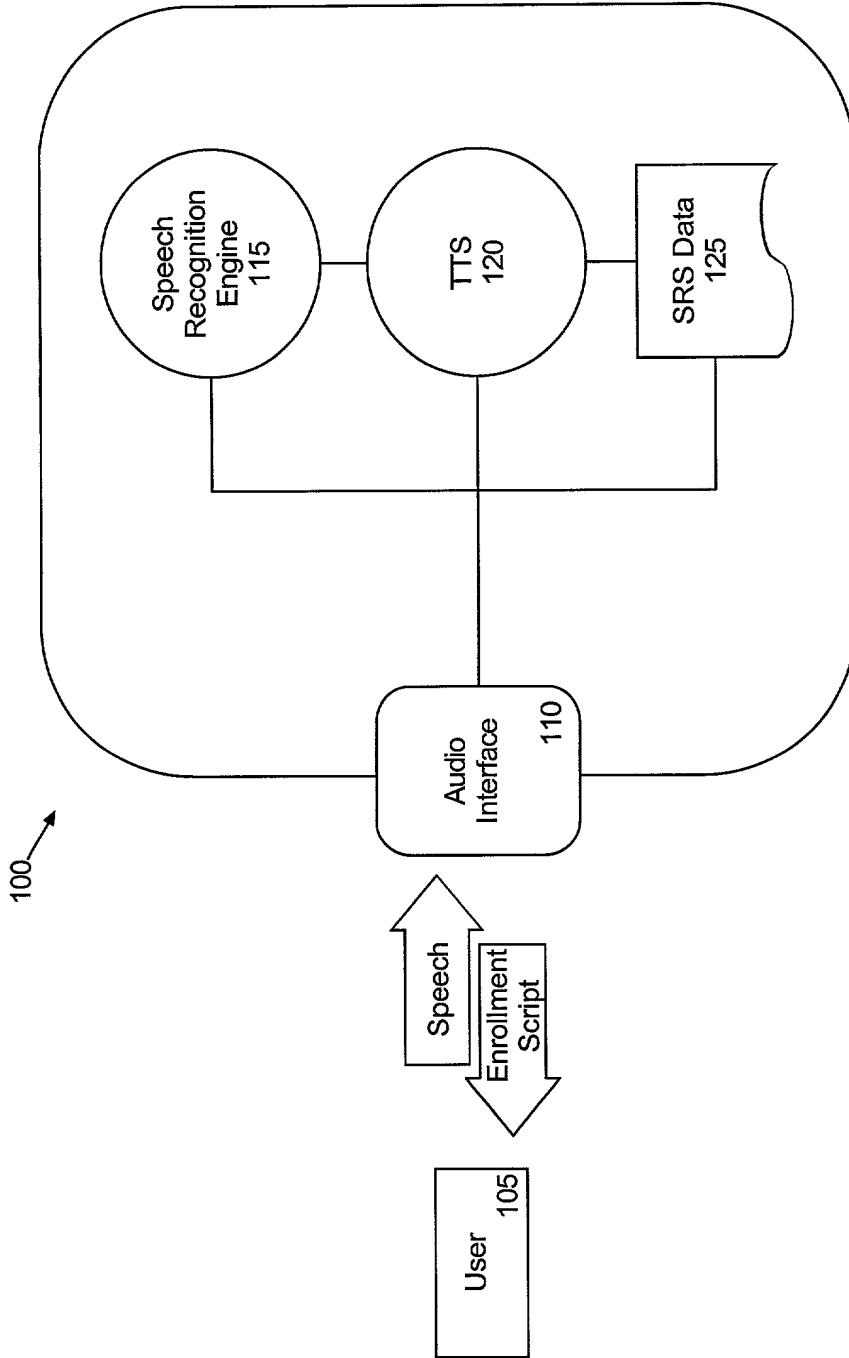 100
User
105
Speech
Enrollment
Script
Audio
Interface
110
Speech
Recognition
Engine
115
TTS
120
SRS Data
125